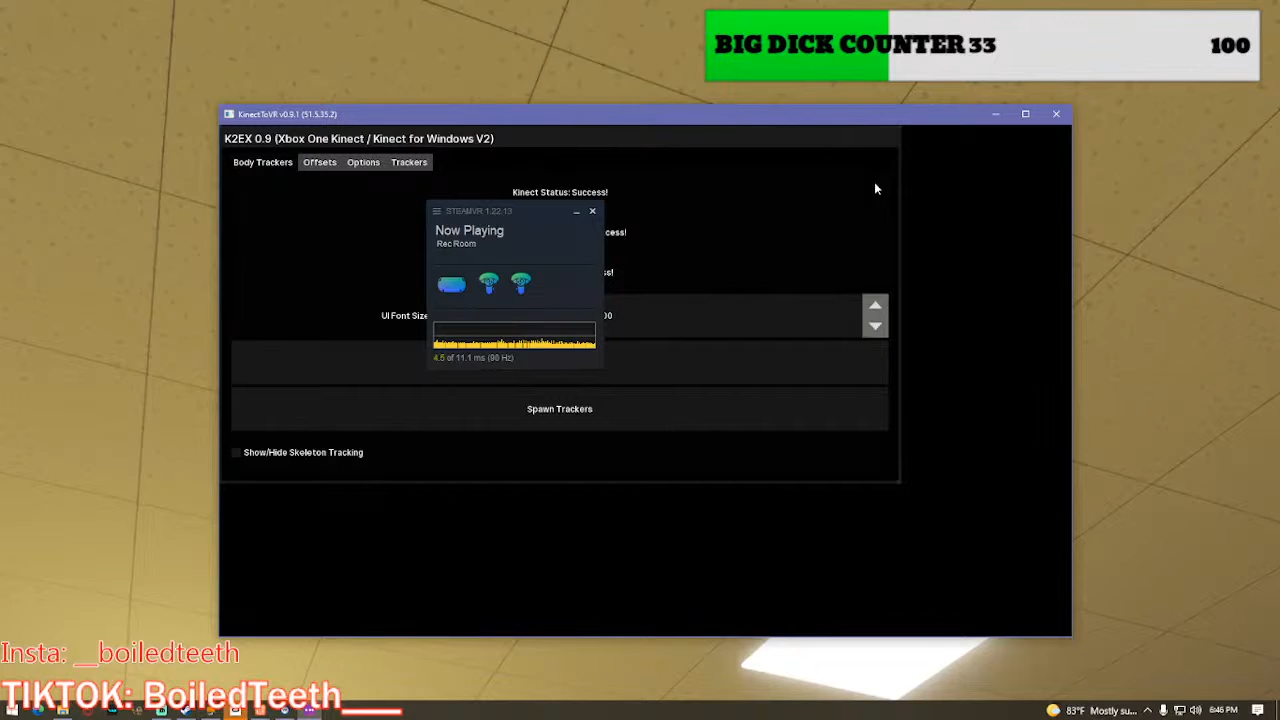 BIG DICK COUNTER 33 100
KinectToVR v0.9.1 (51.5.35.2)
K2EX 0.9 (Xbox One Kinect / Kinect for Windows V2)
Body Trackers Offsets Options Trackers
Kinect Status: Success!
STEAMVR 1.22.13
Now Playing
cess!
Rec Room
s!
UI Font Size
00
4.5 of 11.1 ms (90 Hz)
Spawn Trackers
Show/Hide Skeleton Tracking
Insta: __boiledteeth
TIKTOK: BoiledTeeth___
83°F Mostly su... 6:46 PM